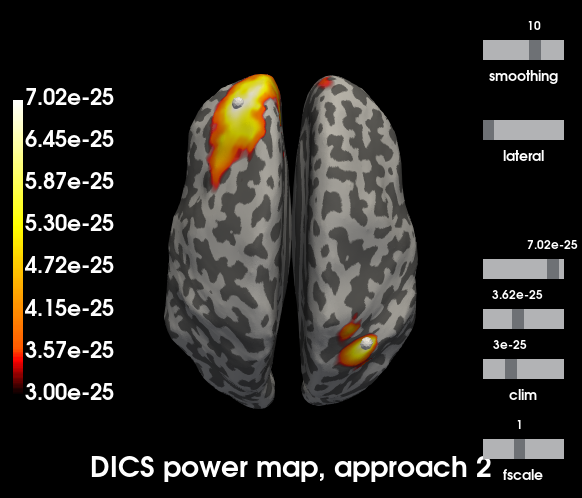 7.02e-25
6.45e-25
5.87e-25
5.30e-25
4.72e-25
4.15e-25
3.57e-25
3.00e-25
10
smoothing
lateral
7.02e-25
3.62e-25
3e-25
clim
1
fscale
DICS power map, approach 2